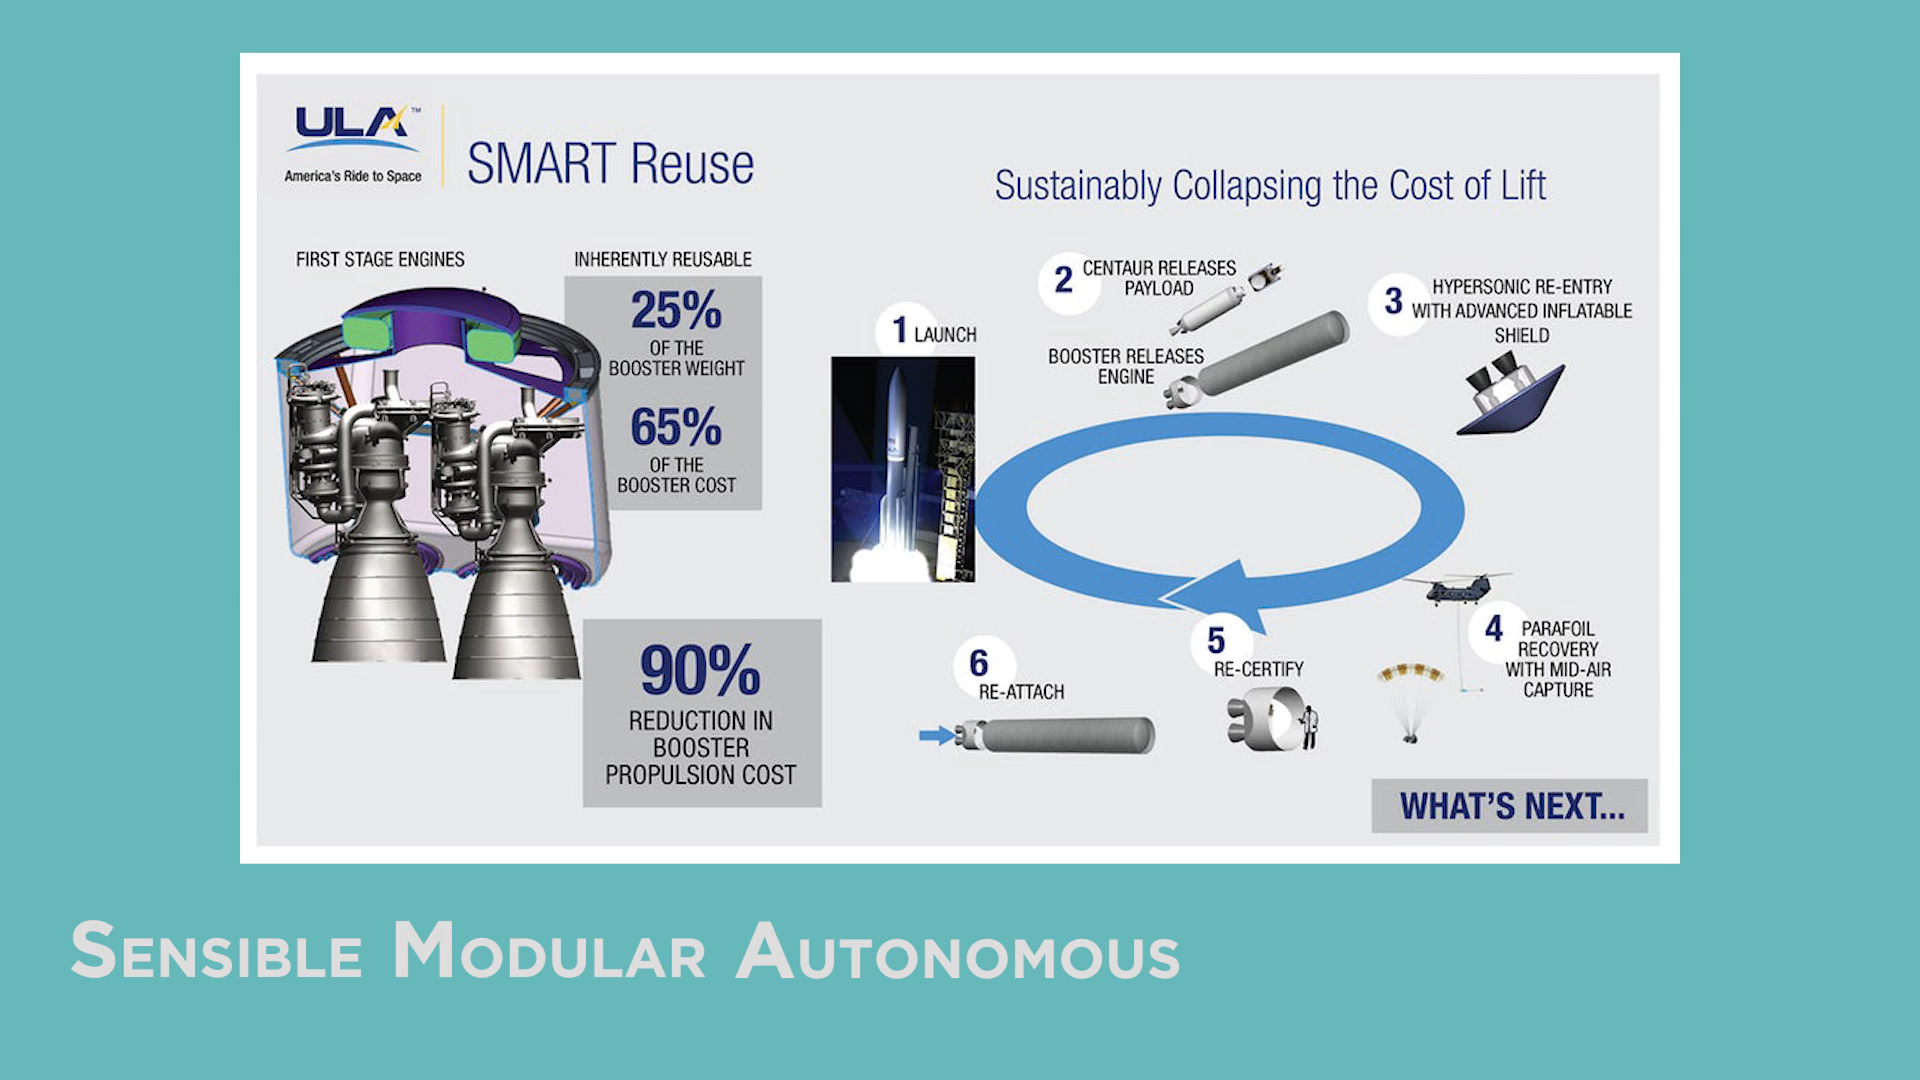 ULA™
America's Ride to Space
SMART Reuse
Sustainably Collapsing the Cost of Lift
FIRST STAGE ENGINES
INHERENTLY REUSABLE
25%
OF THE
BOOSTER WEIGHT
65%
OF THE
BOOSTER COST
90%
REDUCTION IN
BOOSTER
PROPULSION COST
1 LAUNCH
2 CENTAUR RELEASES
PAYLOAD
BOOSTER RELEASES
ENGINE
3 HYPERSONIC RE-ENTRY
WITH ADVANCED INFLATABLE
SHIELD
4 PARAFOIL
RECOVERY
WITH MID-AIR
CAPTURE
5
RE-CERTIFY
6
RE-ATTACH
WHAT'S NEXT...
SENSIBLE MODULAR AUTONOMOUS